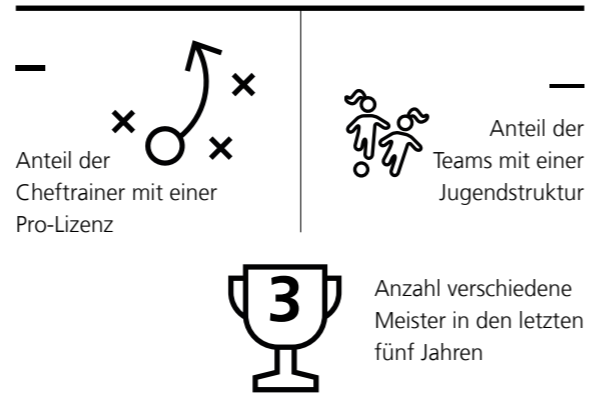 –
Anteil der
Cheftrainer mit einer
Pro-Lizenz
–
Anteil der
Teams mit einer
Jugendstruktur
3
Anzahl verschiedene
Meister in den letzten
fünf Jahren